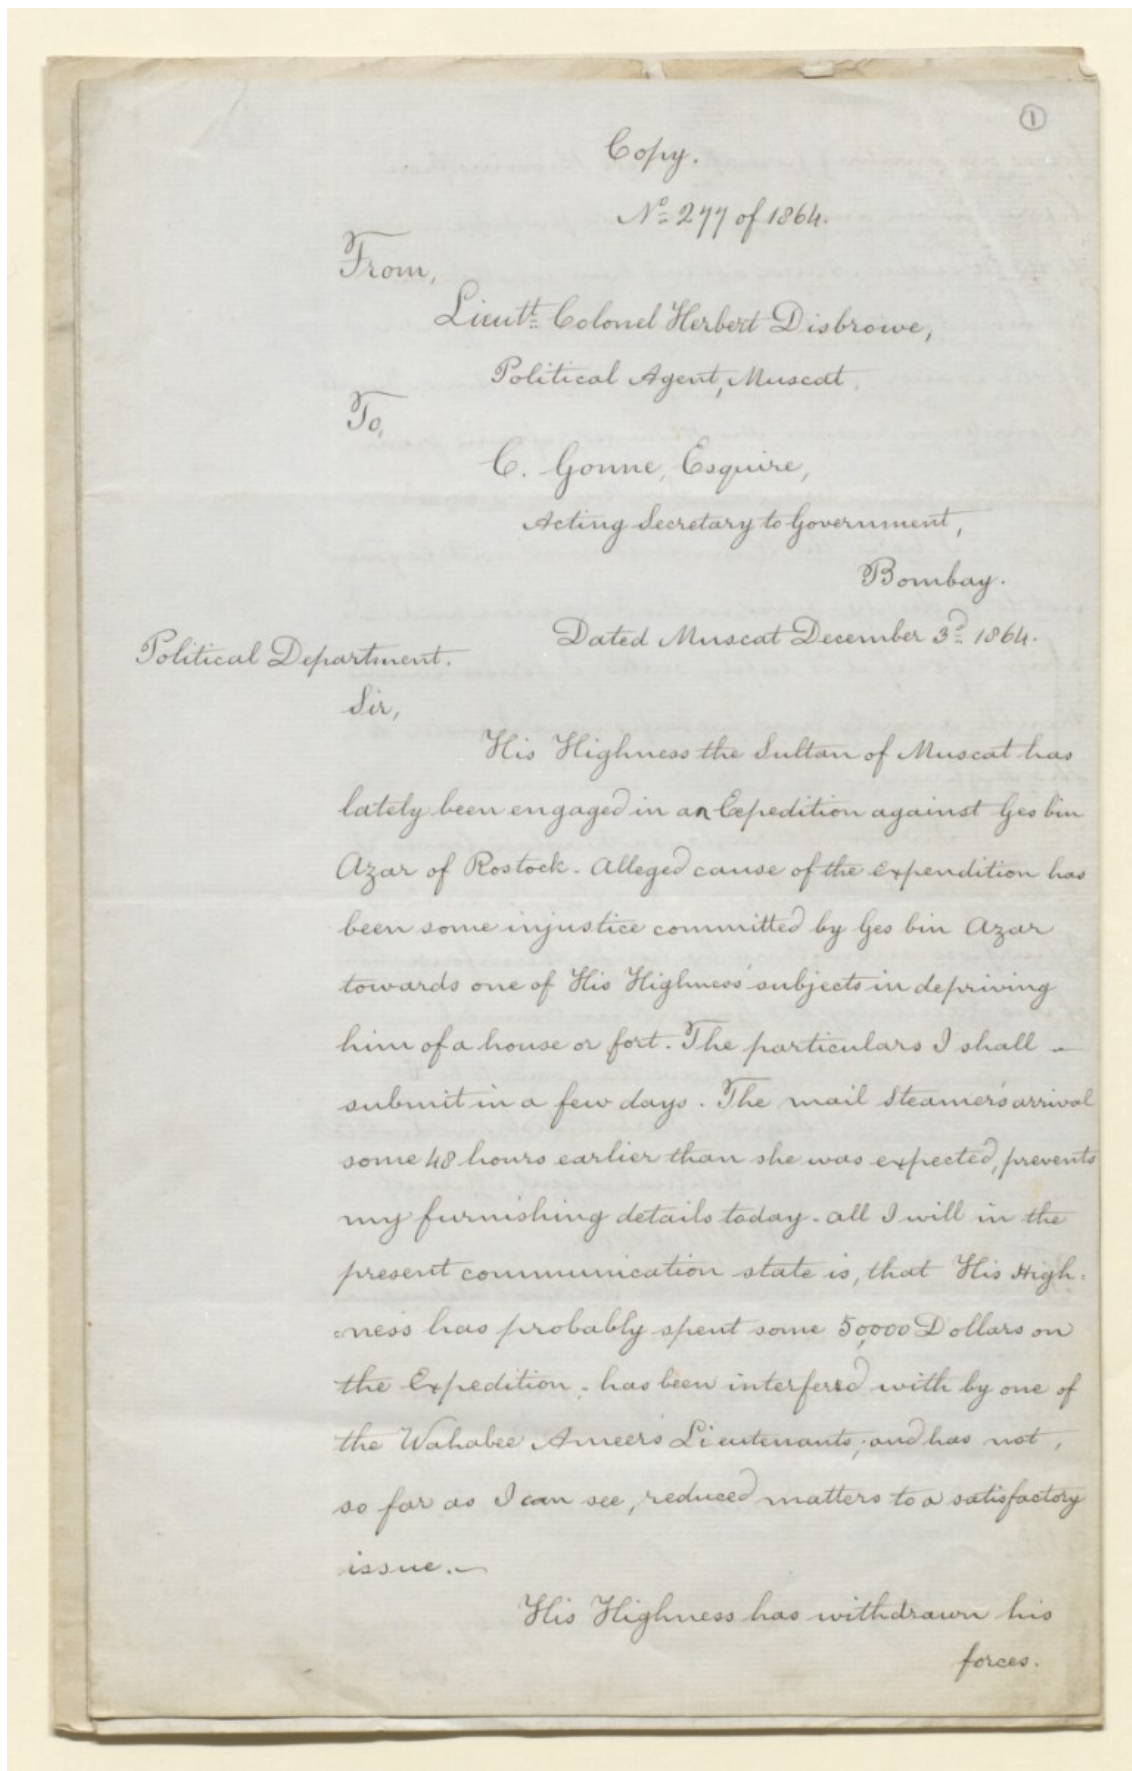 1
Copy.
No. 277 of 1864.
From,
Lieutt. Colonel Herbert Disbrowe,
Political Agent, Muscat.
To,
C. Gonne, Esquire,
Acting Secretary to Government,
Bombay.
Dated Muscat December 3d. 1864.
Political Department.
Sir,
His Highness the Sultan of Muscat has
lately been engaged in an Expedition against Ges bin
Azar of Rostock. Alleged cause of the expendition has
been some injustice committed by Ges bin Azar
towards one of His Highness' subjects in depriving
him of a house or fort. The particulars I shall -
submit in a few days. The mail Steamer's arrival
some 48 hours earlier than she was expected, prevents
my furnishing details today. all I will in the
present communication state is, that His High=
=ness has probably spent some 50,000 Dollars on
the Expedition, has been interfered with by one of
the Wahabee Ameers Lieutenants; and has not,
so far as I can see, reduced matters to a satisfactory
issue.-
His Highness has withdrawn his
forces.